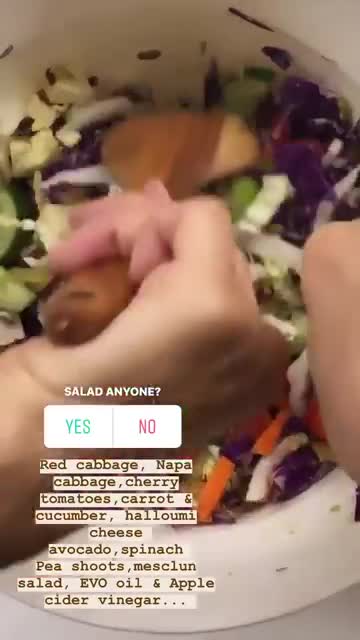 SALAD ANYONE?
YES NO
Red cabbage, Napa
cabbage,cherry
tomatoes,carrot &
cucumber, halloumi
cheese
avocado,spinach
Pea shoots,mesclun
salad, EVO oil & Apple
cider vinegar...